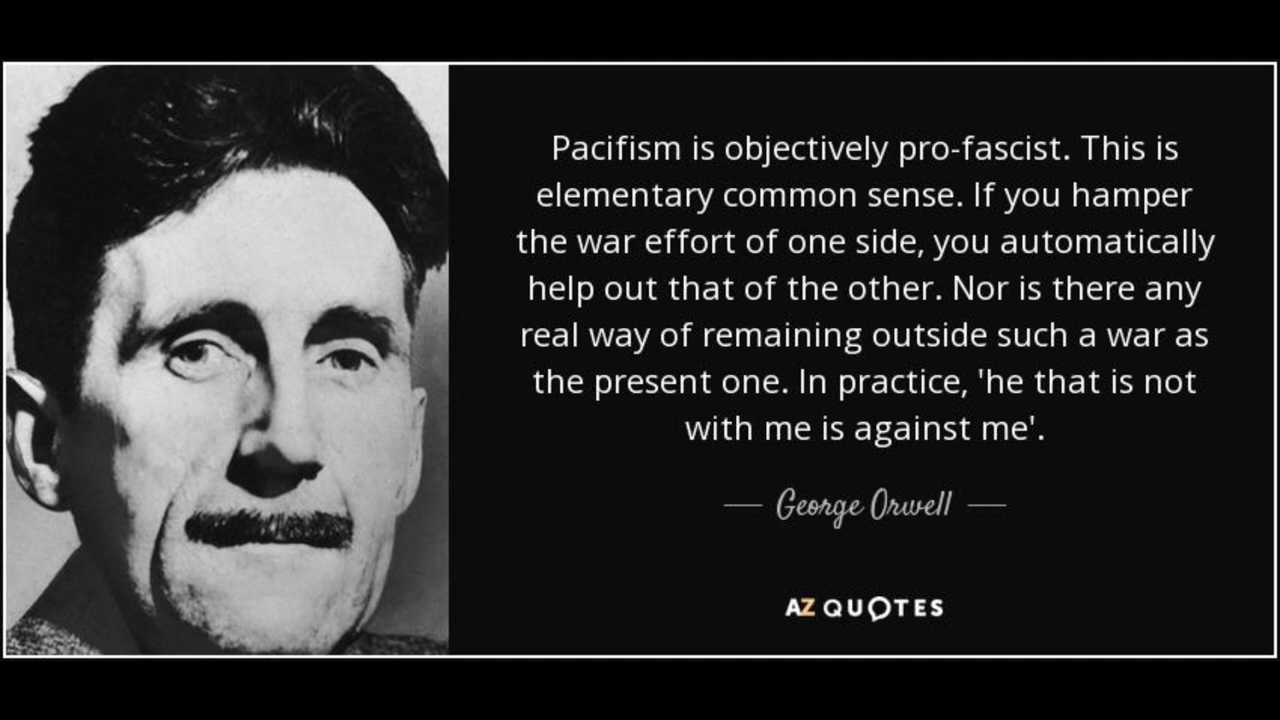 Pacifism is objectively pro-fascist. This is
elementary common sense. If you hamper
the war effort of one side, you automatically
help out that of the other. Nor is there any
real way of remaining outside such a war as
the present one. In practice, 'he that is not
with me is against me'.
George Orwell
AZ QUOTES